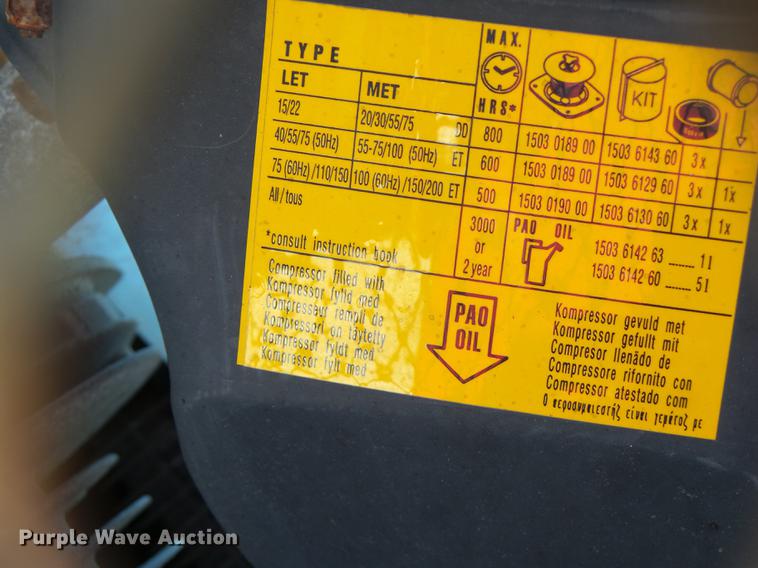 TYPE
MAX.
HRS*
KIT
LET MET
15/22 20/30/55/75 DD 800 1503 0189 00 1503 6143 60 3x
40/55/75 (50Hz) 55-75/100 (50Hz) ET 600 1503 0189 00 1503 6129 60 3x 1x
75 (60Hz) /110/150 100 (60Hz) /150/200 ET 500 1503 0190 00 1503 6130 60 3x 1x
All/tous 3000 or 2 year PAO OIL
1503 6142 63 ........ 1 l
1503 6142 60 ........ 5 l
*consult instruction book
Compressor filled with
Kompressor fylld med
Compresseur rempli de
Kompressori on täytetty
Kompressor fyldt med
Kompressor fylt med
PAO
OIL
Kompressor gevuld met
Kompressor gefullt mit
Compresor llenãdo de
Compressore rifornito con
Compressor atestado com
Purple Wave Auction